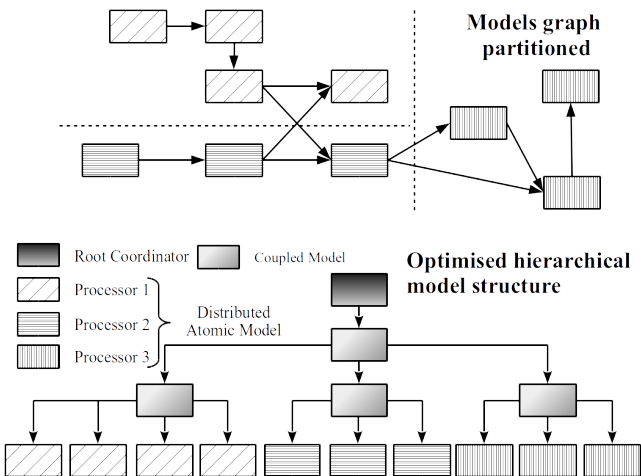 Models graph
partitioned
Root Coordinator
Coupled Model
Optimised hierarchical
model structure
Processor 1
Processor 2
Processor 3
Distributed
Atomic Model